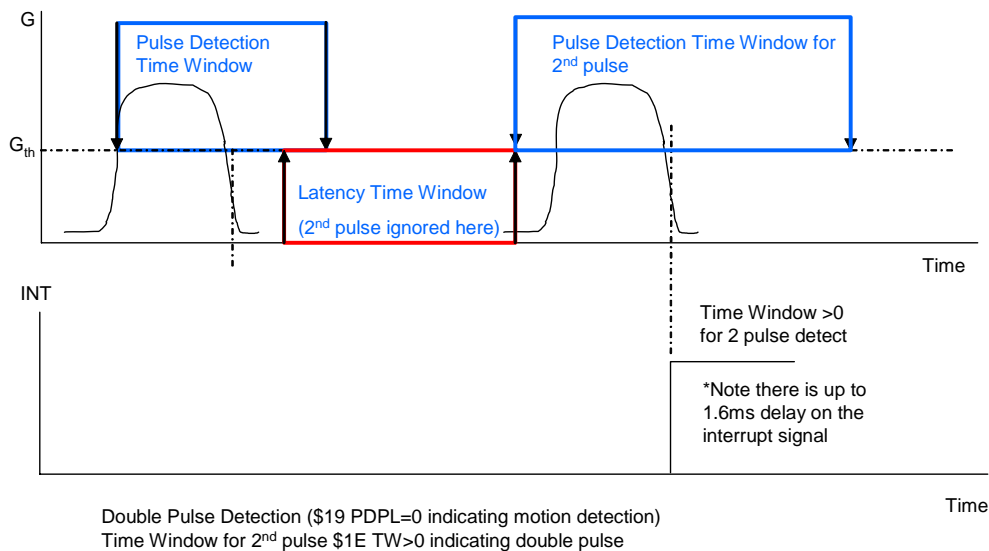 G
Pulse Detection
Time Window
Pulse Detection Time Window for
2nd pulse
Gth
Latency Time Window
(2nd pulse ignored here)
Time
INT
Time Window >0
for 2 pulse detect
*Note there is up to
1.6ms delay on the
interrupt signal
Time
Double Pulse Detection ($19 PDPL=0 indicating motion detection)
Time Window for 2nd pulse $1E TW>0 indicating double pulse